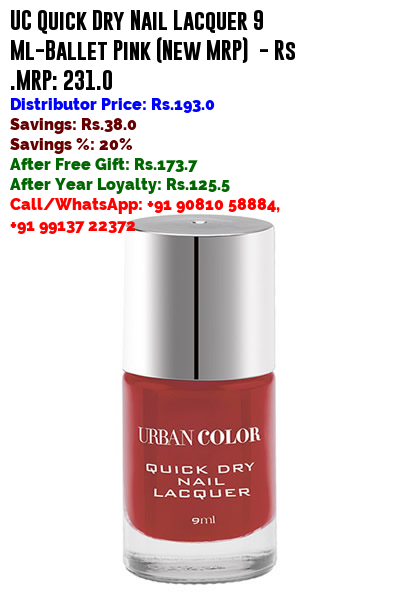 UC Quick Dry Nail Lacquer 9
Ml-Ballet Pink (New MRP)  - Rs
.MRP: 231.0
Distributor Price: Rs.193.0
Savings: Rs.38.0
Savings %: 20%
After Free Gift: Rs.173.7
After Year Loyalty: Rs.125.5
Call/WhatsApp: +91 90810 58884,
+91 99137 22372
URBAN COLOR
QUICK DRY
NAIL
LACQUER
9ml